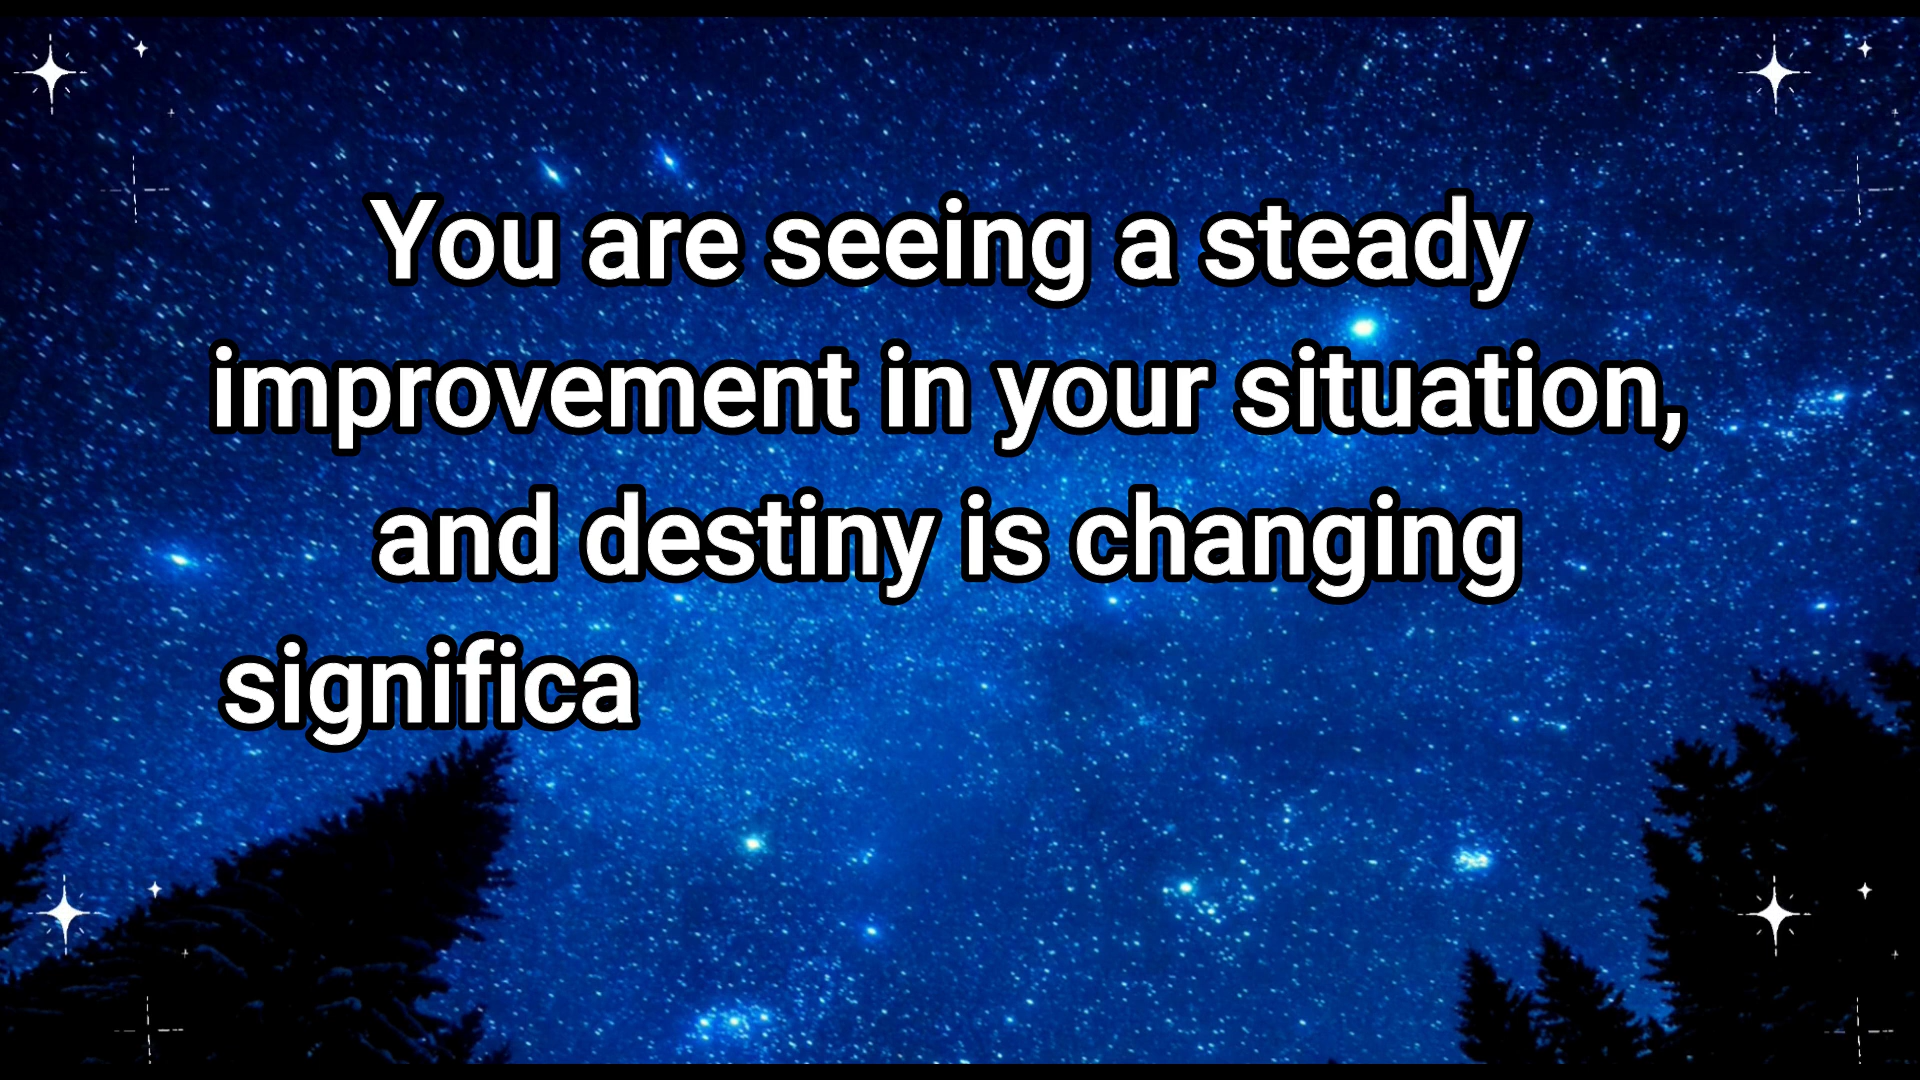 You are seeing a steady
improvement in your situation,
and destiny is changing
significa